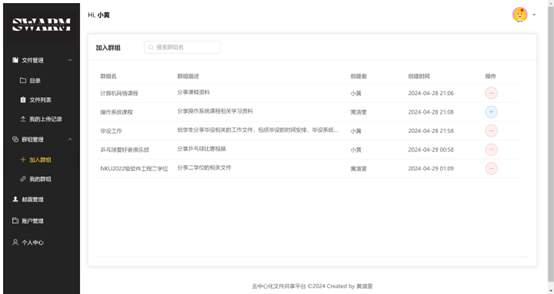 SWARM
Hi, 小黄
文件管理
目录
文件列表
我的上传记录
群组管理
加入群组
我的群组
邮票管理
账户管理
个人中心
加入群组
搜索群组名
群组名 群组描述 创建者 创建时间 操作
计算机网络课程 分享课程资料 小黄 2024-04-28 21:06
操作系统课程 分享操作系统课程相关学习资料 黄湇雯 2024-04-28 21:08
毕设工作 给学生分享毕设相关的工作文件，包括毕设的时间安排、毕设系统... 小黄 2024-04-28 21:58
乒乓球爱好者俱乐部 分享乒乓球比赛视频 小黄 2024-04-29 00:58
NKU2022级软件工程二学位 分享二学位的相关文件 2024-04-29 01:09
去中心化文件共享平台 ©2024 Created by